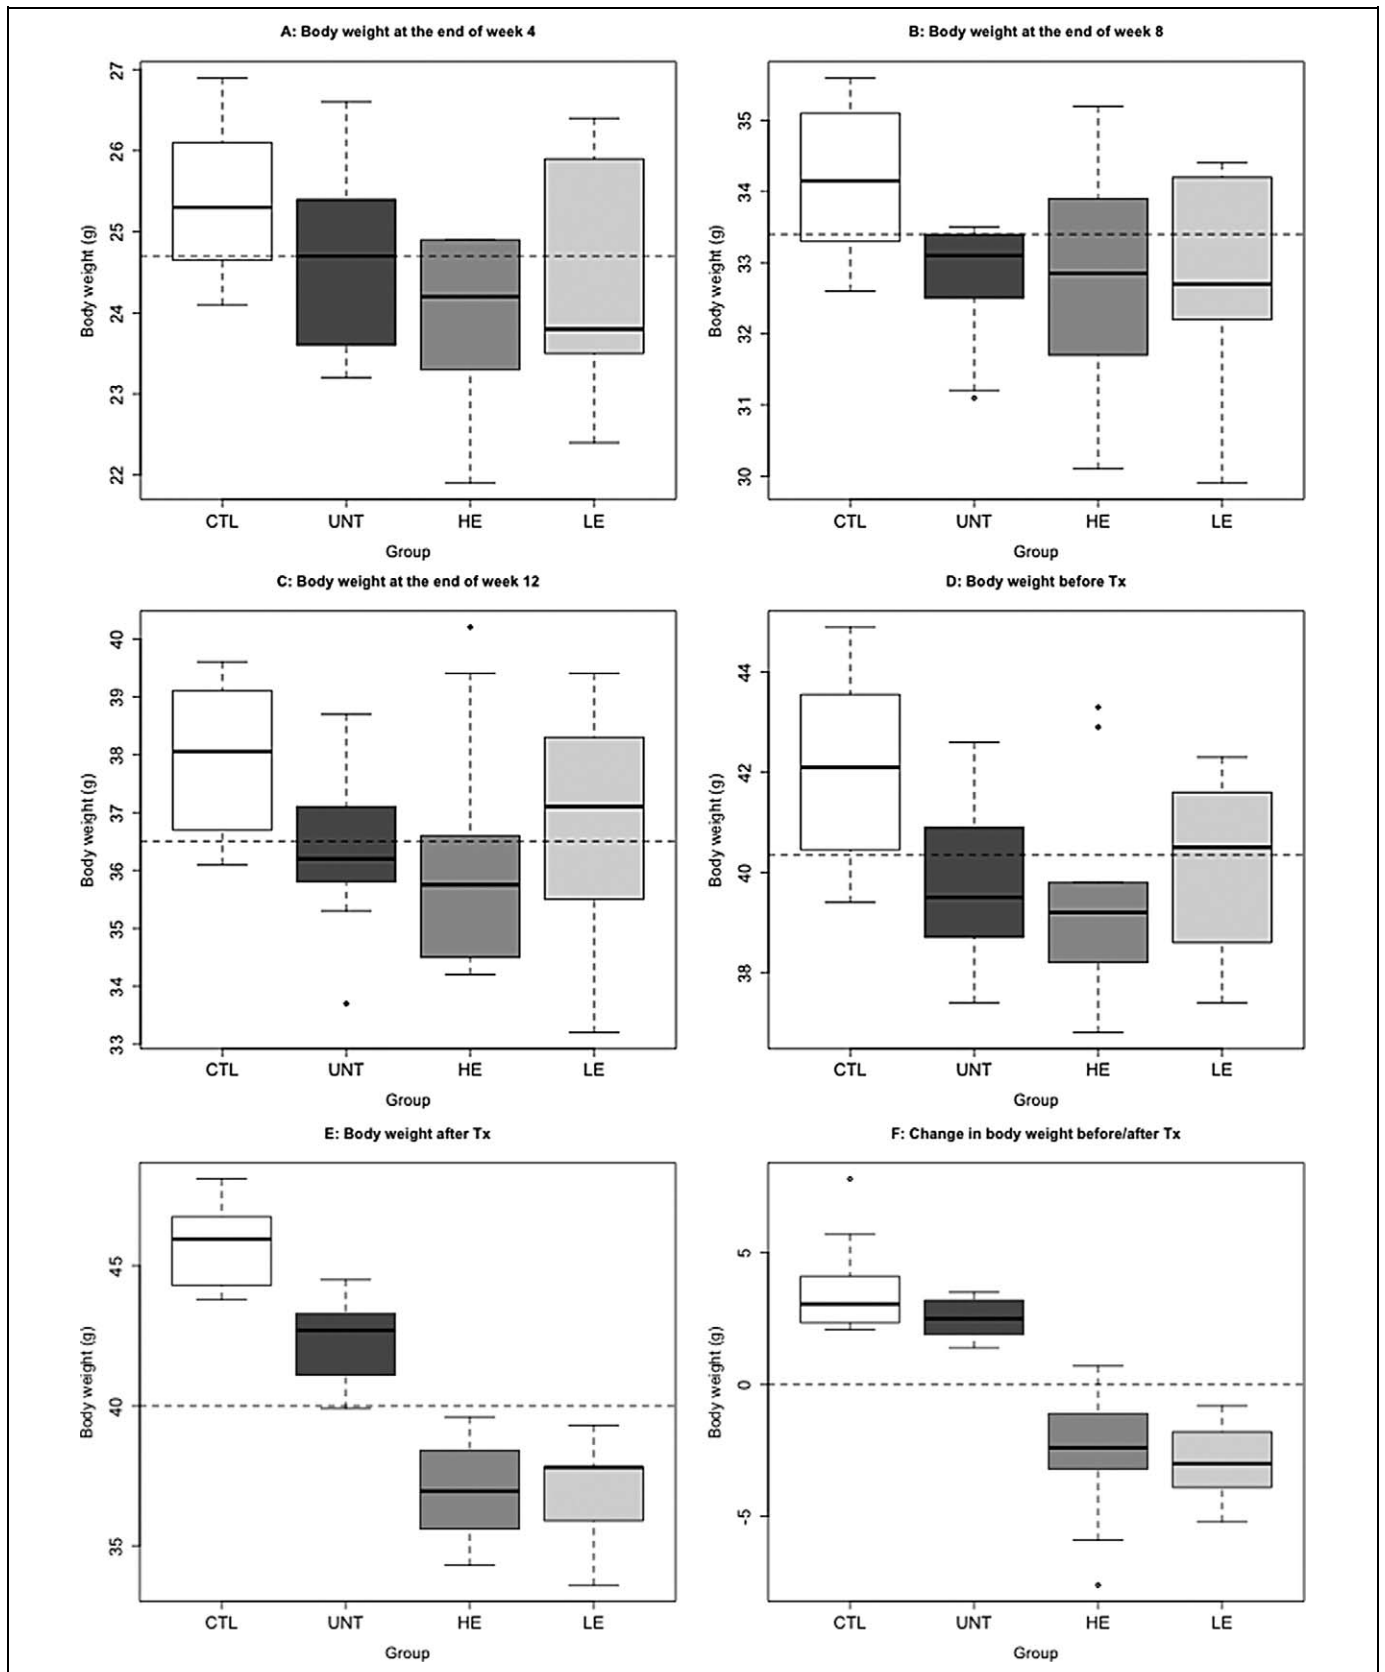 A: Body weight at the end of week 4
27
26
25
24
23
22
Body weight (g)
CTL UNT HE LE
Group
B: Body weight at the end of week 8
35
34
33
32
31
30
Body weight (g)
CTL UNT HE LE
Group
C: Body weight at the end of week 12
40
39
38
37
36
35
34
33
Body weight (g)
CTL UNT HE LE
Group
D: Body weight before Tx
44
42
40
38
Body weight (g)
CTL UNT HE LE
Group
E: Body weight after Tx
45
40
35
Body weight (g)
CTL UNT HE LE
Group
F: Change in body weight before/after Tx
5
0
-5
Body weight (g)
CTL UNT HE LE
Group